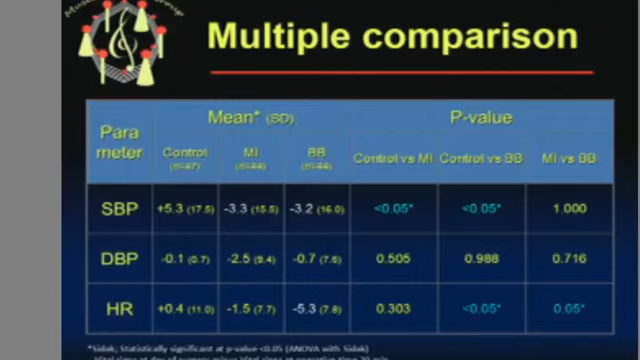 Multiple comparison
Para meter Mean* (SD) P-value
Control MI BB Control vs MI Control vs BB MI vs BB
SBP +5.3 (17.5) -3.3 (15.5) -3.2 (16.0) <0.05* <0.05* 1.000
DBP -0.1 (0.7) -2.5 (9.4) -0.7 (7.6) 0.505 0.988 0.716
HR +0.4 (11.0) -1.5 (7.7) -5.3 (7.8) 0.303 <0.05* 0.05*
*Sidak; Statistically significant at p-value <0.05 (ANOVA with Sidak)